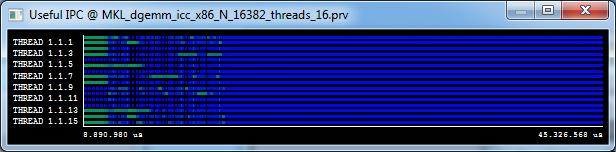 Useful IPC @ MKL_dgemm_icc_x86_N_16382_threads_16.prv
THREAD 1.1.1
THREAD 1.1.3
THREAD 1.1.5
THREAD 1.1.7
THREAD 1.1.9
THREAD 1.1.11
THREAD 1.1.13
THREAD 1.1.15
8.890.980 us
45.326.568 us